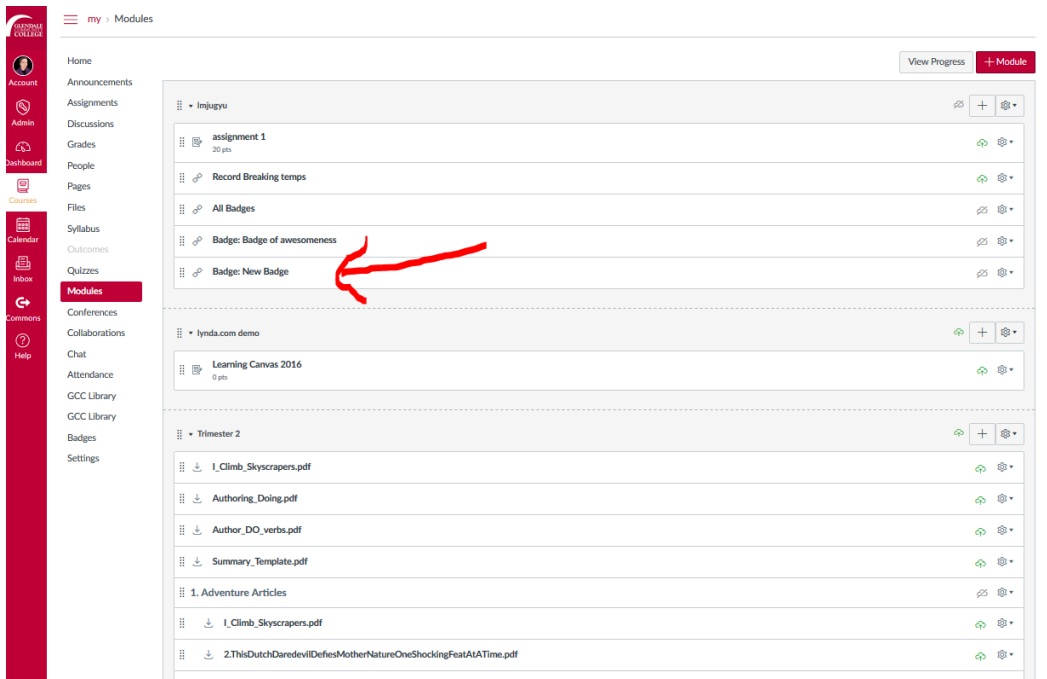 GLENDALE
COMMUNITY
COLLEGE
my › Modules
Account
Admin
Dashboard
Courses
Calendar
Inbox
Commons
Help
Home
Announcements
Assignments
Discussions
Grades
People
Pages
Files
Syllabus
Outcomes
Quizzes
Modules
Conferences
Collaborations
Chat
Attendance
GCC Library
GCC Library
Badges
Settings
View Progress
+ Module
Imjugyu
assignment 1
20 pts
Record Breaking temps
All Badges
Badge: Badge of awesomeness
Badge: New Badge
lynda.com demo
Learning Canvas 2016
0 pts
Trimester 2
I_Climb_Skyscrapers.pdf
Authoring_Doing.pdf
Author_DO_verbs.pdf
Summary_Template.pdf
1. Adventure Articles
I_Climb_Skyscrapers.pdf
2.ThisDutchDaredevilDefiesMotherNatureOneShockingFeatAtATime.pdf